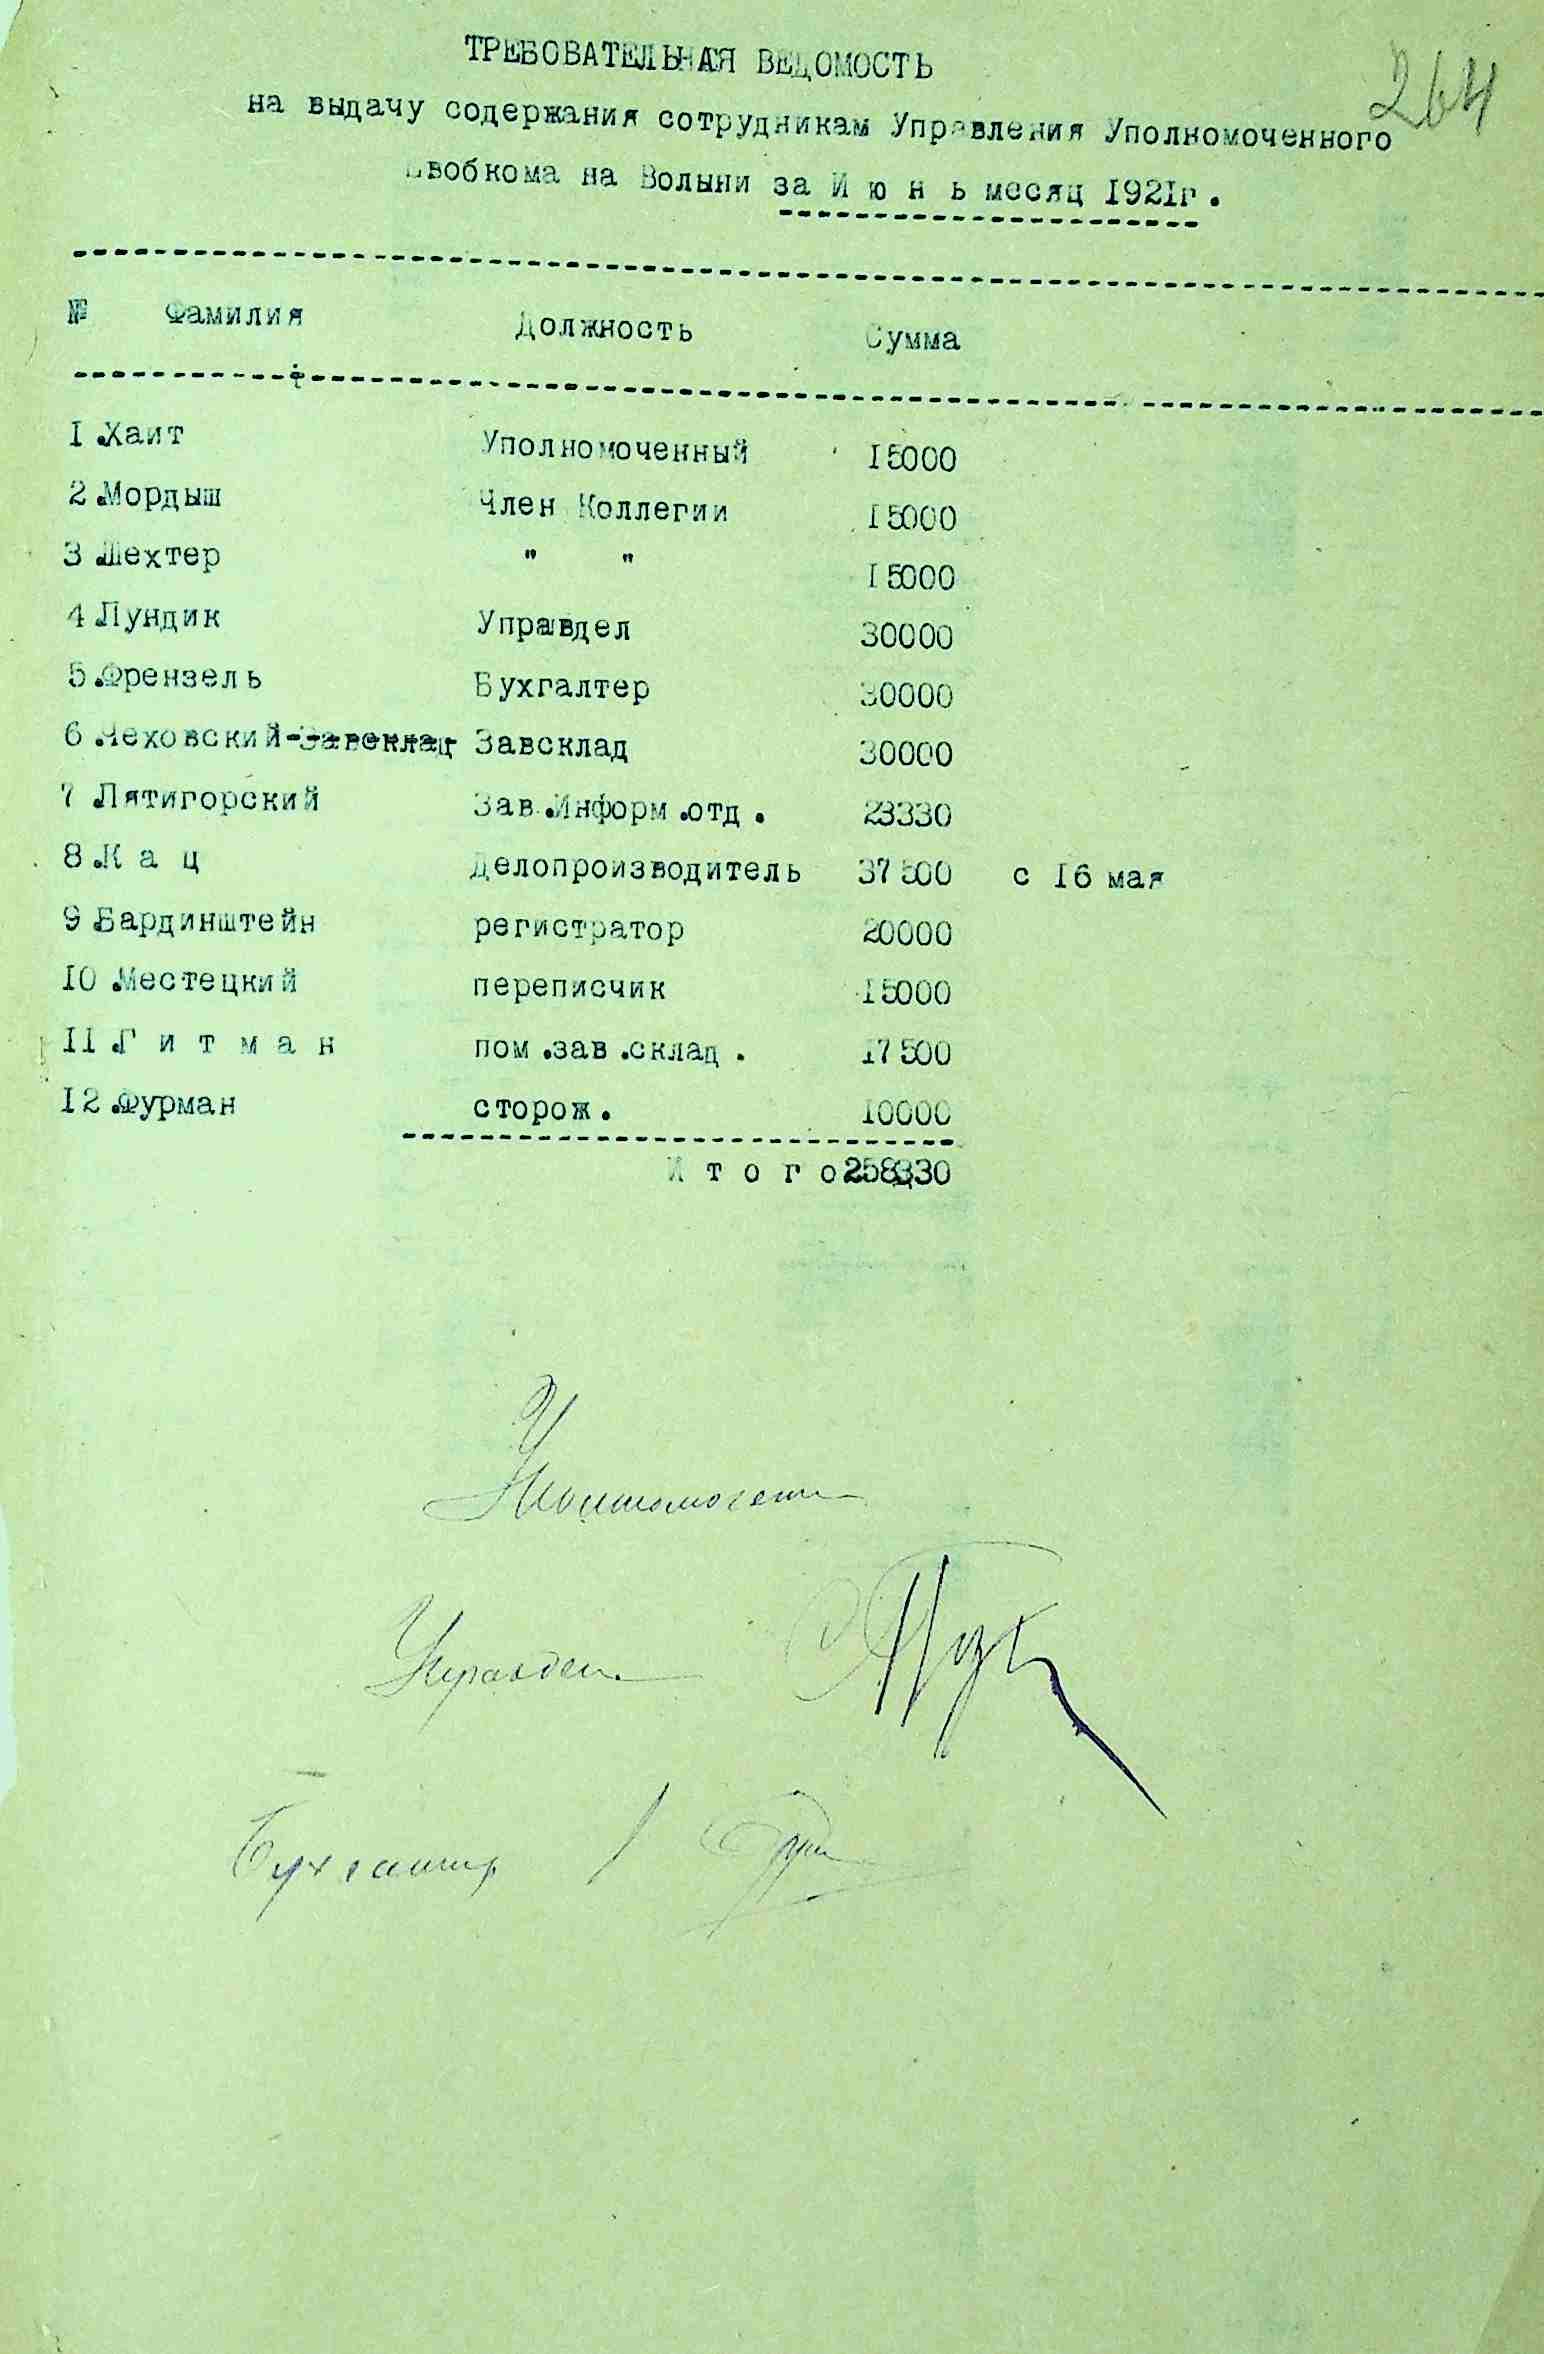 264
ТРЕБОВАТЕЛЬНАЯ ВЕДОМОСТЬ
на выдачу содержания сотрудникам Управления Уполномоченного
Евобкома на Волыни за И ю н ь месяц 1921г.
№ Фамилия Должность Сумма
1.Хаит Уполномоченный 15000
2.Мордыш Член Коллегии 15000
3.Шехтер " " 15000
4.Лундик Управдел 30000
5.Френзель Бухгалтер 30000
6.Чеховский Завсклад Завсклад 30000
7.Пятигорский Зав.Информ.отд. 23330
8.К а ц Делопроизводитель 37500 с 16 мая
9.Бардинштейн регистратор 20000
10.Местецкий переписчик 15000
11.Г и т м а н пом.зав.склад. 17500
12.Фурман сторож. 10000
И т о г о 258330
Уполномочен
Управдел
Бухгалтер